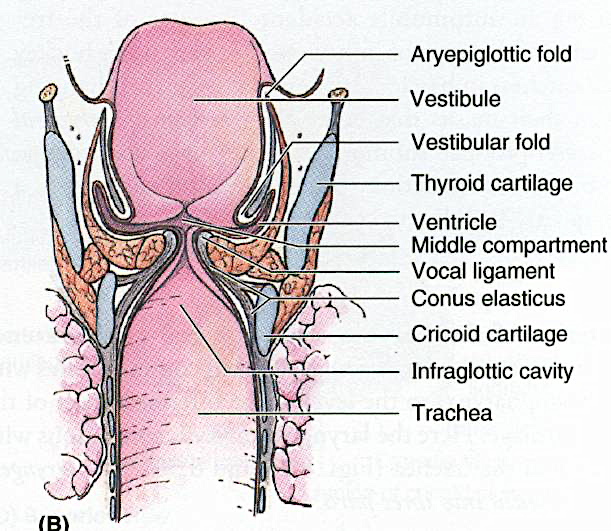 Aryepiglottic fold
Vestibule
Vestibular fold
Thyroid cartilage
Ventricle
Middle compartment
Vocal ligament
Conus elasticus
Cricoid cartilage
Infraglottic cavity
Trachea
(B)